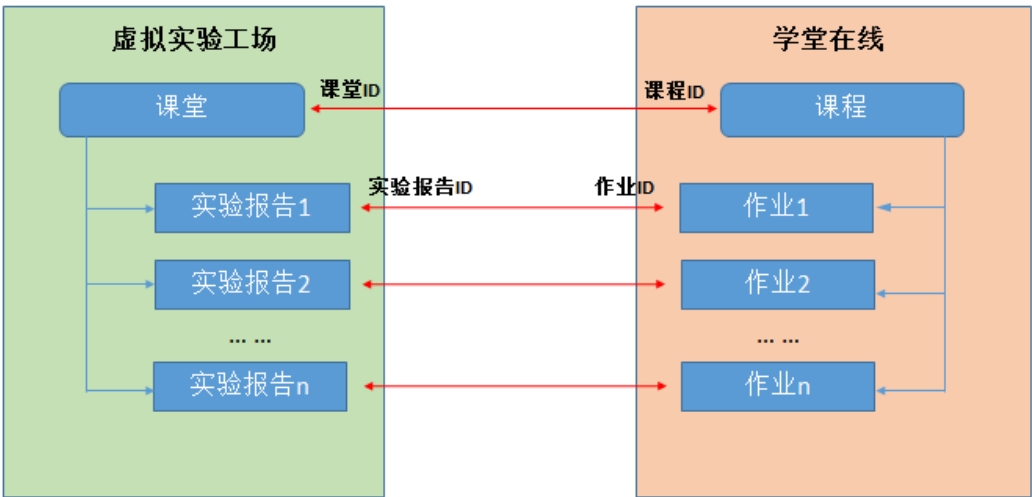 虚拟实验工场
学堂在线
课堂ID
课程ID
课堂
课程
实验报告ID
作业ID
实验报告1
作业1
实验报告2
作业2
... ...
... ...
实验报告n
作业n